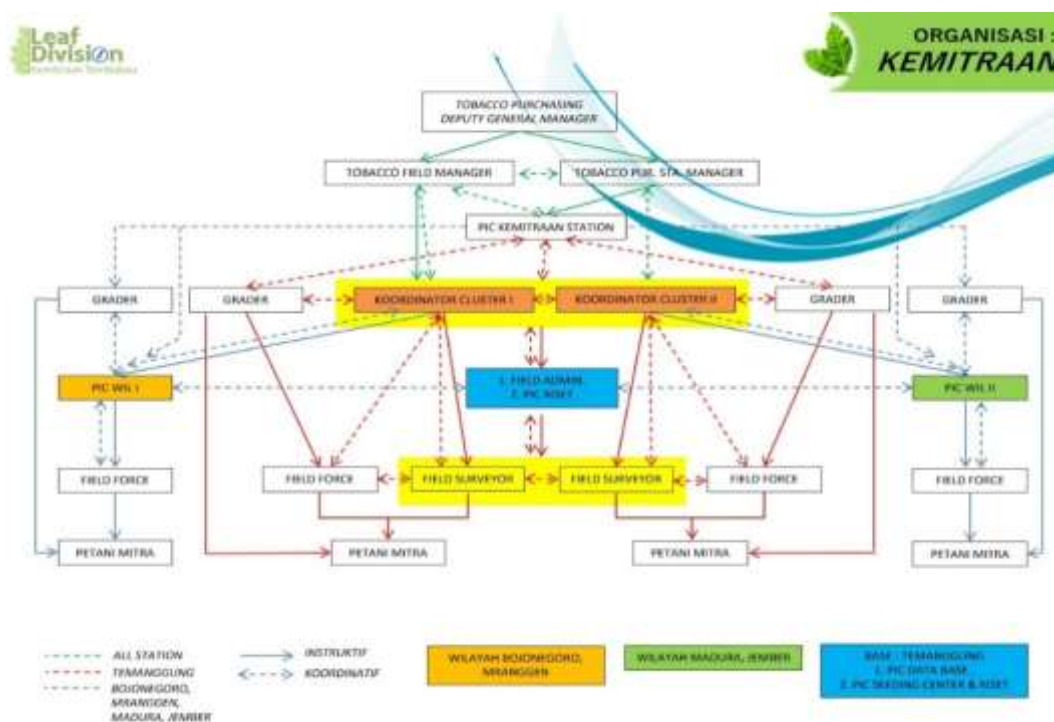 Leaf
Division
Kemitraan Tembakau
ORGANISASI :
KEMITRAAN
TOBACCO PURCHASING
DEPUTY GENERAL MANAGER
TOBACCO FIELD MANAGER
TOBACCO PUR. STA. MANAGER
PIC KEMITRAAN STATION
GRADER
GRADER
KOORDINATOR CLUSTER I
KOORDINATOR CLUSTER II
GRADER
GRADER
PIC WIL I
1. FIELD ADMIN.
2. PIC RISET
PIC WIL II
FIELD FORCE
FIELD FORCE
FIELD SURVEYOR
FIELD SURVEYOR
FIELD FORCE
FIELD FORCE
PETANI MITRA
PETANI MITRA
PETANI MITRA
PETANI MITRA
ALL STATION
TEMANGGUNG
BOJONEGORO,
MRANGGEN,
MADURA, JEMBER
INSTRUKTIF
KOORDINATIF
WILAYAH BOJONEGORO,
MRANGGEN
WILAYAH MADURA, JEMBER
BASE : TEMANGGUNG
1. PIC DATA BASE
2. PIC SEEDING CENTER & RISET